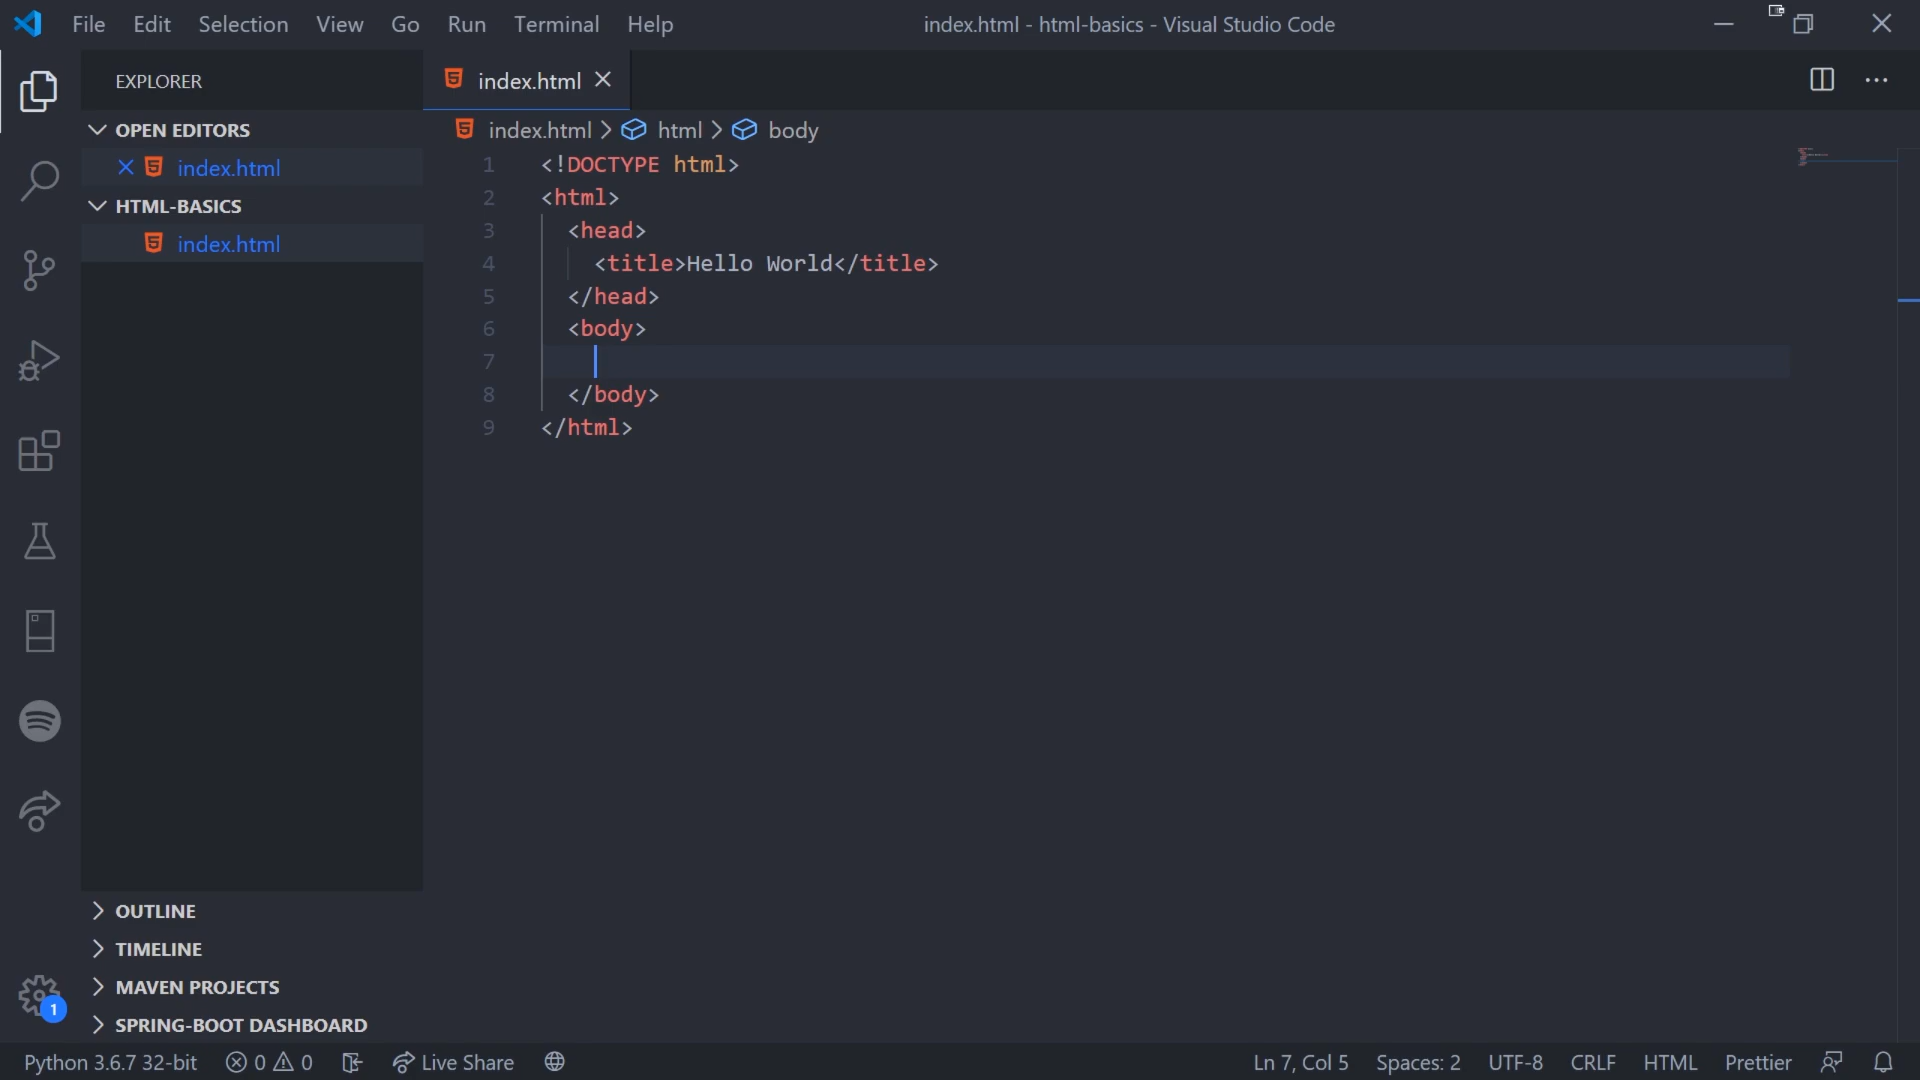 File Edit Selection View Go Run Terminal Help index.html - html-basics - Visual Studio Code
EXPLORER
index.html
OPEN EDITORS
index.html
HTML-BASICS
index.html
index.html > html > body
1 <!DOCTYPE html>
2 <html>
3 <head>
4 <title>Hello World</title>
5 </head>
6 <body>
7
8 </body>
9 </html>
OUTLINE
TIMELINE
MAVEN PROJECTS
SPRING-BOOT DASHBOARD
1
Python 3.6.7 32-bit 0 0 Live Share Ln 7, Col 5 Spaces: 2 UTF-8 CRLF HTML Prettier